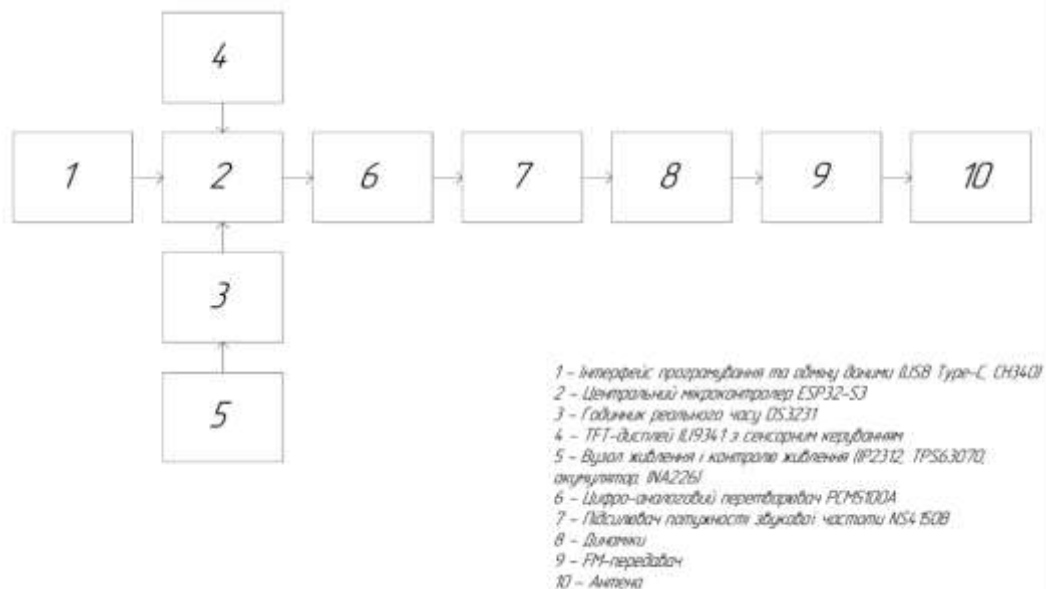 4
1 2 6 7 8 9 10
3
5
1 – Інтерфейс програмування та обміну даними (USB Type-C, CH340)
2 – Центральний мікроконтролер ESP32-S3
3 – Годинник реального часу DS3231
4 – TFT-дисплей ILI9341 з сенсорним керуванням
5 – Вузол живлення і контролю живлення (IP2312, TPS63070,
акумулятор, INA226)
6 – Цифро-аналоговий перетворювач PCM5100A
7 – Підсилювач потужності звукової частоти NS4150B
8 – Динаміки
9 – FM-передавач
10 – Антена